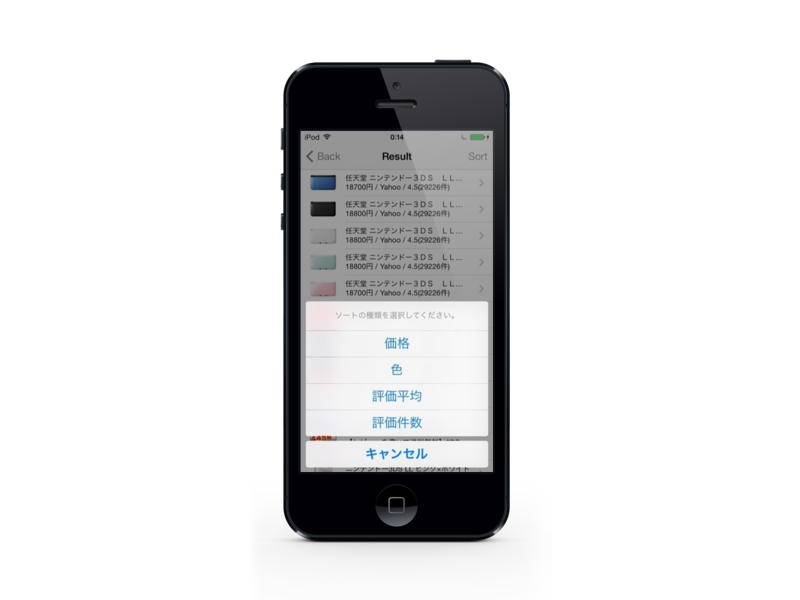 iPod 0:14
Back Result Sort
任天堂 ニンテンドー3DS LL...
18700円 / Yahoo / 4.5(29226件)
任天堂 ニンテンドー3DS LL...
18800円 / Yahoo / 4.5(29226件)
任天堂 ニンテンドー3DS LL...
18800円 / Yahoo / 4.5(29226件)
任天堂 ニンテンドー3DS LL...
18800円 / Yahoo / 4.5(29226件)
任天堂 ニンテンドー3DS LL...
18700円 / Yahoo / 4.5(29226件)
ソートの種類を選択してください。
価格
色
評価平均
評価件数
キャンセル
ニンテンドー3DS LL ピンク×ホワイト